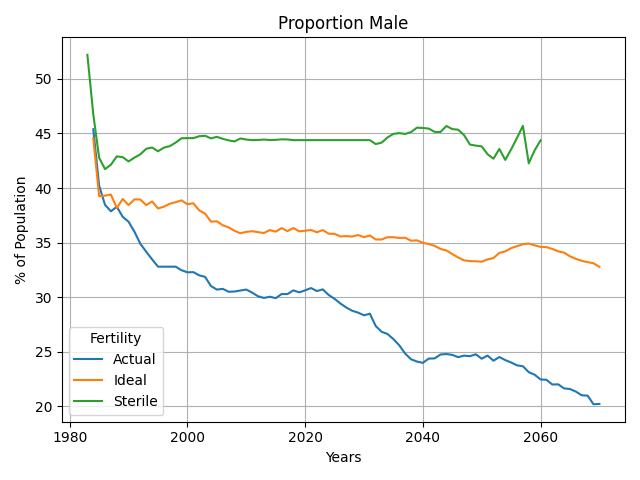 Proportion Male
% of Population
50
45
40
35
30
25
20
Fertility
Actual
Ideal
Sterile
1980
2000
2020
2040
2060
Years